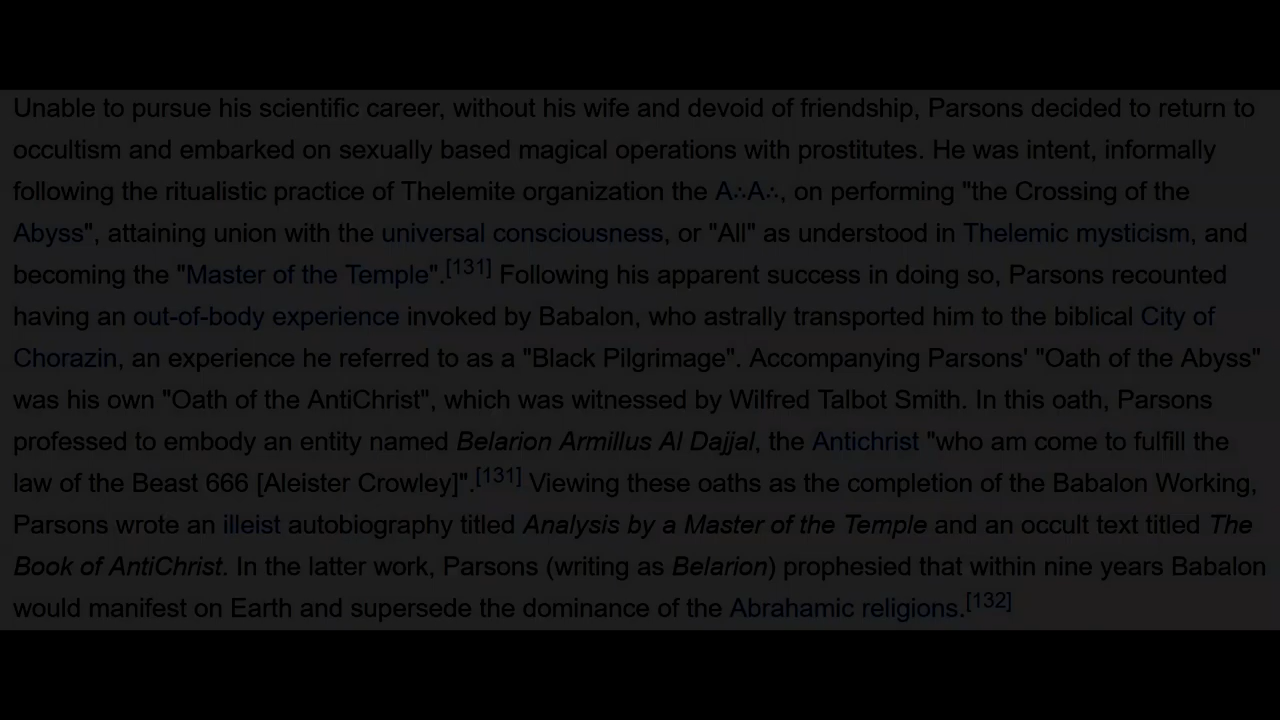 Unable to pursue his scientific career, without his wife and devoid of friendship, Parsons decided to return to
occultism and embarked on sexually based magical operations with prostitutes. He was intent, informally
following the ritualistic practice of Thelemite organization the A∴A∴, on performing "the Crossing of the
Abyss", attaining union with the universal consciousness, or "All" as understood in Thelemic mysticism, and
becoming the "Master of the Temple".[131] Following his apparent success in doing so, Parsons recounted
having an out-of-body experience invoked by Babalon, who astrally transported him to the biblical City of
Chorazin, an experience he referred to as a "Black Pilgrimage". Accompanying Parsons' "Oath of the Abyss"
was his own "Oath of the AntiChrist", which was witnessed by Wilfred Talbot Smith. In this oath, Parsons
professed to embody an entity named Belarion Armillus Al Dajjal, the Antichrist "who am come to fulfill the
law of the Beast 666 [Aleister Crowley]".[131] Viewing these oaths as the completion of the Babalon Working,
Parsons wrote an illeist autobiography titled Analysis by a Master of the Temple and an occult text titled The
Book of AntiChrist. In the latter work, Parsons (writing as Belarion) prophesied that within nine years Babalon
would manifest on Earth and supersede the dominance of the Abrahamic religions.[132]